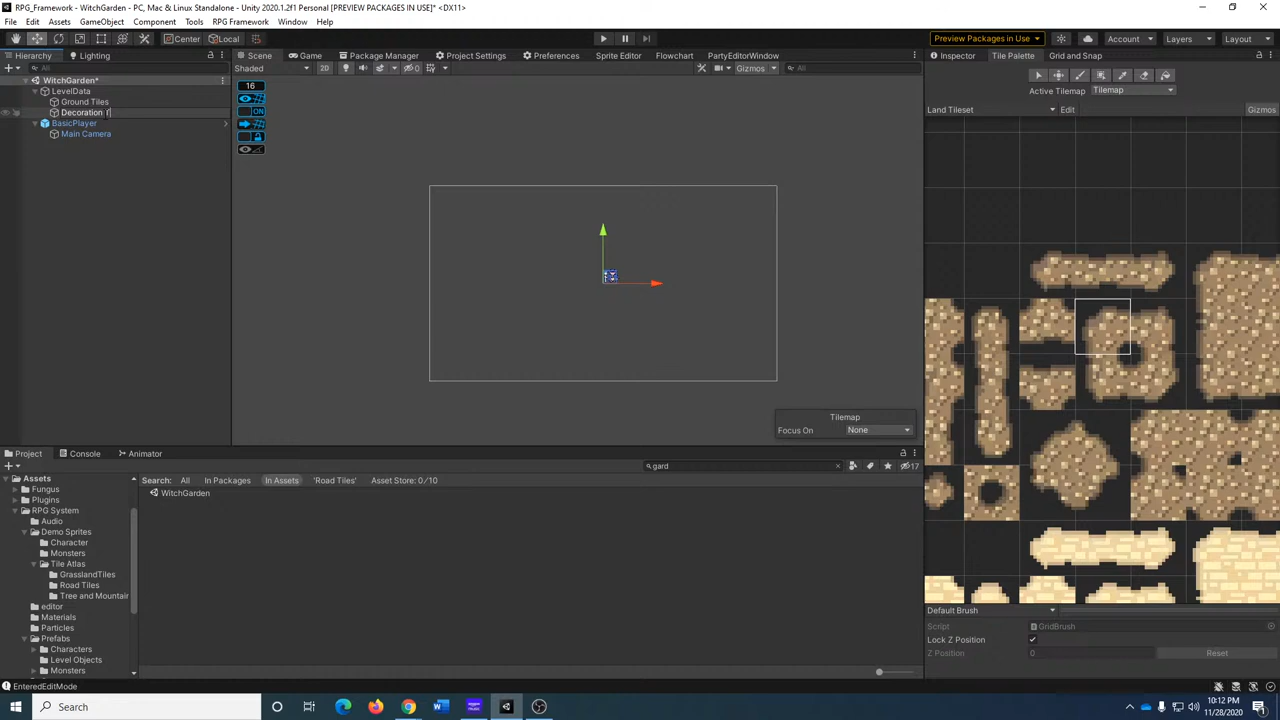 RPG_Framework - WitchGarden - PC, Mac & Linux Standalone - Unity 2020.1.2f1 Personal [PREVIEW PACKAGES IN USE]* <DX11>
File Edit Assets GameObject Component Tools RPG Framework Window Help
Center Local Preview Packages in Use Account Layers Layout
Hierarchy Lighting Scene Game Package Manager Project Settings Preferences Sprite Editor Flowchart PartyEditorWindow Inspector Tile Palette Grid and Snap
All Shaded 2D 0 Gizmos All
WitchGarden*
LevelData
Ground Tiles
Decoration
BasicPlayer
Main Camera
16
ON
Active Tilemap Tilemap
Land Tileset Edit Gizmos
Tilemap
Focus On None
Project Console Animator
gard 17
Search: All In Packages In Assets 'Road Tiles' Asset Store: 0/10
WitchGarden
Assets
Fungus
Plugins
RPG System
Audio
Demo Sprites
Character
Monsters
Tile Atlas
GrasslandTiles
Road Tiles
Tree and Mountain
editor
Materials
Particles
Prefabs
Characters
Level Objects
Monsters
Default Brush
Script GridBrush
Lock Z Position
Z Position 0 Reset
EnteredEditMode
Search
10:12 PM
11/28/2020